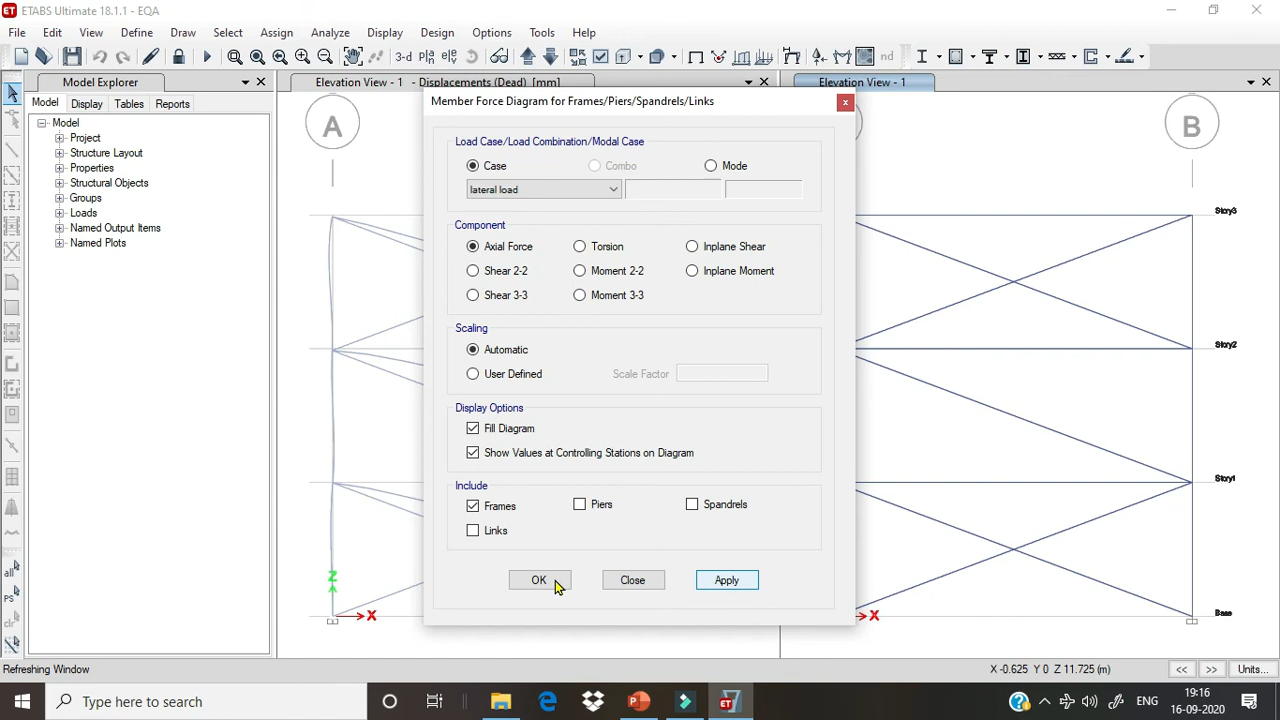 ETABS Ultimate 18.1.1 - EQA
File Edit View Define Draw Select Assign Analyze Display Design Options Tools Help
3-d pla ele nd
Model Explorer
Elevation View - 1 - Displacements (Dead) [mm]
Elevation View - 1
Model Display Tables Reports
Model
Project
Structure Layout
Properties
Structural Objects
Groups
Loads
Named Output Items
Named Plots
A
B
Story3
Story2
Story1
Base
Z
X
X
Member Force Diagram for Frames/Piers/Spandrels/Links
Load Case/Load Combination/Modal Case
Case Combo Mode
lateral load
Component
Axial Force Torsion Inplane Shear
Shear 2-2 Moment 2-2 Inplane Moment
Shear 3-3 Moment 3-3
Scaling
Automatic
User Defined Scale Factor
Display Options
Fill Diagram
Show Values at Controlling Stations on Diagram
Include
Frames Piers Spandrels
Links
OK Close Apply
all
PS
clr
Refreshing Window
X -0.625 Y 0 Z 11.725 (m)
<< >> Units...
Type here to search
ENG
19:16
16-09-2020